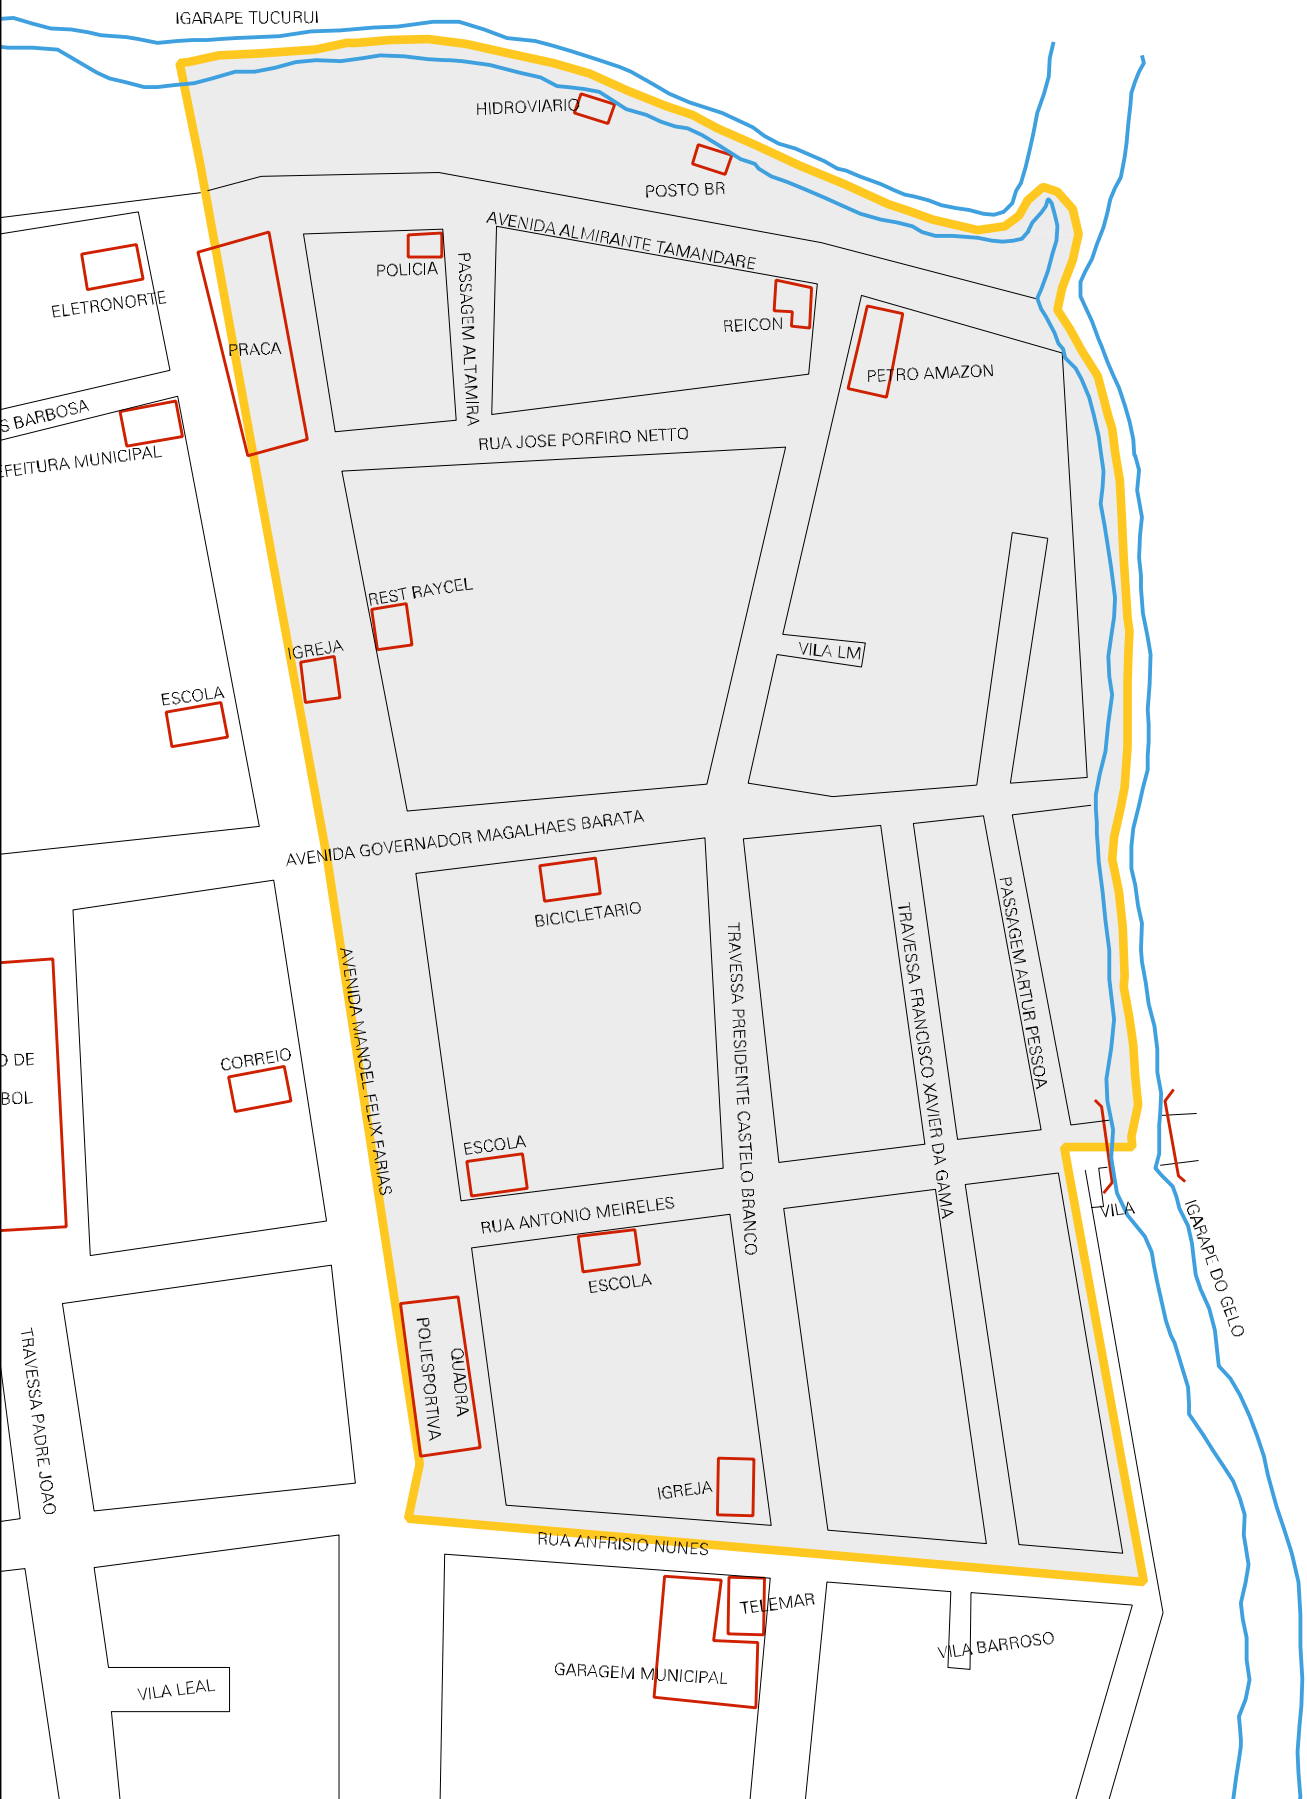 IGARAPE TUCURUI
HIDROVIARIO
POSTO BR
AVENIDA ALMIRANTE TAMANDARE
POLICIA
PASSAGEM ALTAMIRA
ELETRONORTE
REICON
PRACA
PETRO AMAZON
S BARBOSA
RUA JOSE PORFIRO NETTO
EFEITURA MUNICIPAL
REST RAYCEL
IGREJA
VILA LM
ESCOLA
AVENIDA GOVERNADOR MAGALHAES BARATA
BICICLETARIO
PASSAGEM ARTUR PESSOA
TRAVESSA FRANCISCO XAVIER DA GAMA
TRAVESSA PRESIDENTE CASTELO BRANCO
AVENIDA MANOEL FELIX FARIAS
O DE
BOL
CORREIO
ESCOLA
RUA ANTONIO MEIRELES
VILA
IGARAPE DO GELO
ESCOLA
QUADRA
POLIESPORTIVA
TRAVESSA PADRE JOAO
IGREJA
RUA ANFRISIO NUNES
TELEMAR
VILA BARROSO
GARAGEM MUNICIPAL
VILA LEAL